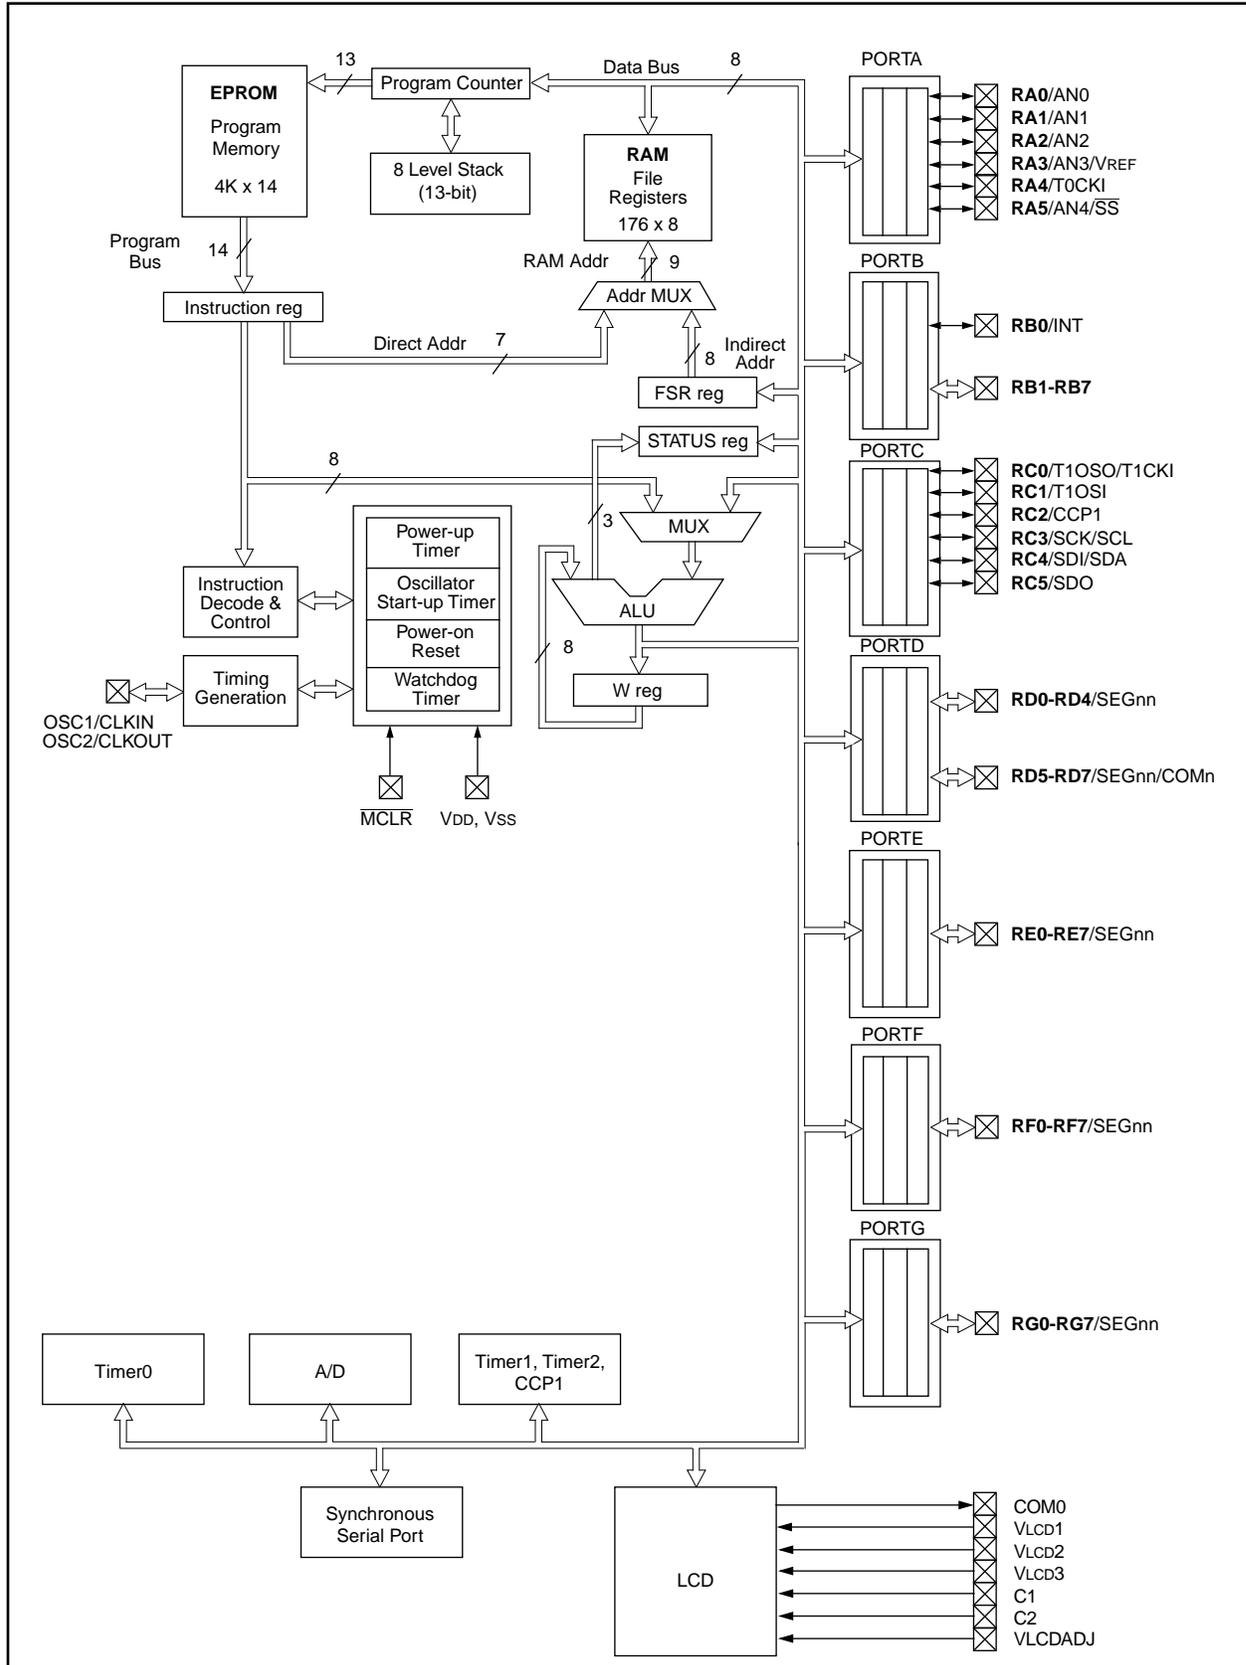 13
Data Bus
8
PORTA
EPROM
Program
Memory
4K x 14
Program Counter
8 Level Stack
(13-bit)
RAM
File
Registers
176 x 8
RA0/AN0
RA1/AN1
RA2/AN2
RA3/AN3/VREF
RA4/T0CKI
RA5/AN4/SS
Program
Bus
14
RAM Addr
9
PORTB
Instruction reg
Addr MUX
RB0/INT
Direct Addr
7
8
Indirect
Addr
FSR reg
RB1-RB7
STATUS reg
PORTC
8
3
MUX
RC0/T1OSO/T1CKI
RC1/T1OSI
RC2/CCP1
RC3/SCK/SCL
RC4/SDI/SDA
RC5/SDO
Power-up
Timer
Oscillator
Start-up Timer
Power-on
Reset
Watchdog
Timer
Instruction
Decode &
Control
ALU
8
W reg
Timing
Generation
OSC1/CLKIN
OSC2/CLKOUT
MCLR
VDD, VSS
PORTD
RD0-RD4/SEGnn
RD5-RD7/SEGnn/COMn
PORTE
RE0-RE7/SEGnn
PORTF
RF0-RF7/SEGnn
PORTG
RG0-RG7/SEGnn
Timer0
A/D
Timer1, Timer2,
CCP1
Synchronous
Serial Port
LCD
COM0
VLCD1
VLCD2
VLCD3
C1
C2
VLCDADJ